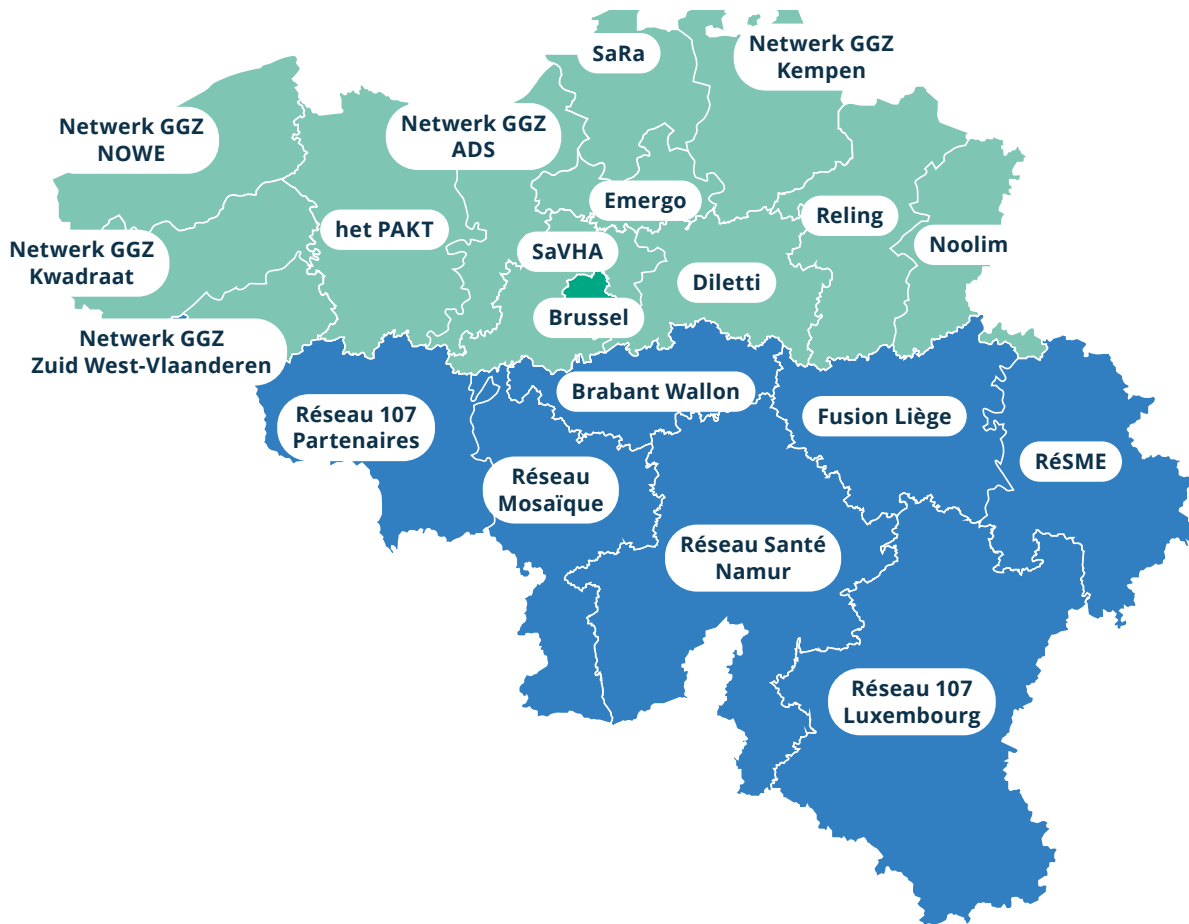 SaRa
Netwerk GGZ
Kempen
Netwerk GGZ
NOWE
Netwerk GGZ
ADS
Emergo
het PAKT
Reling
Netwerk GGZ
Kwadraat
SaVHA
Noolim
Diletti
Brussel
Netwerk GGZ
Zuid West-Vlaanderen
Brabant Wallon
Réseau 107
Partenaires
Fusion Liège
RéSME
Réseau
Mosaïque
Réseau Santé
Namur
Réseau 107
Luxembourg